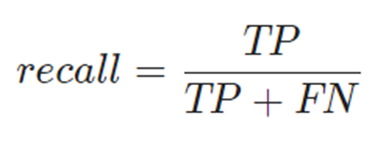 recall = TP / TP + FN